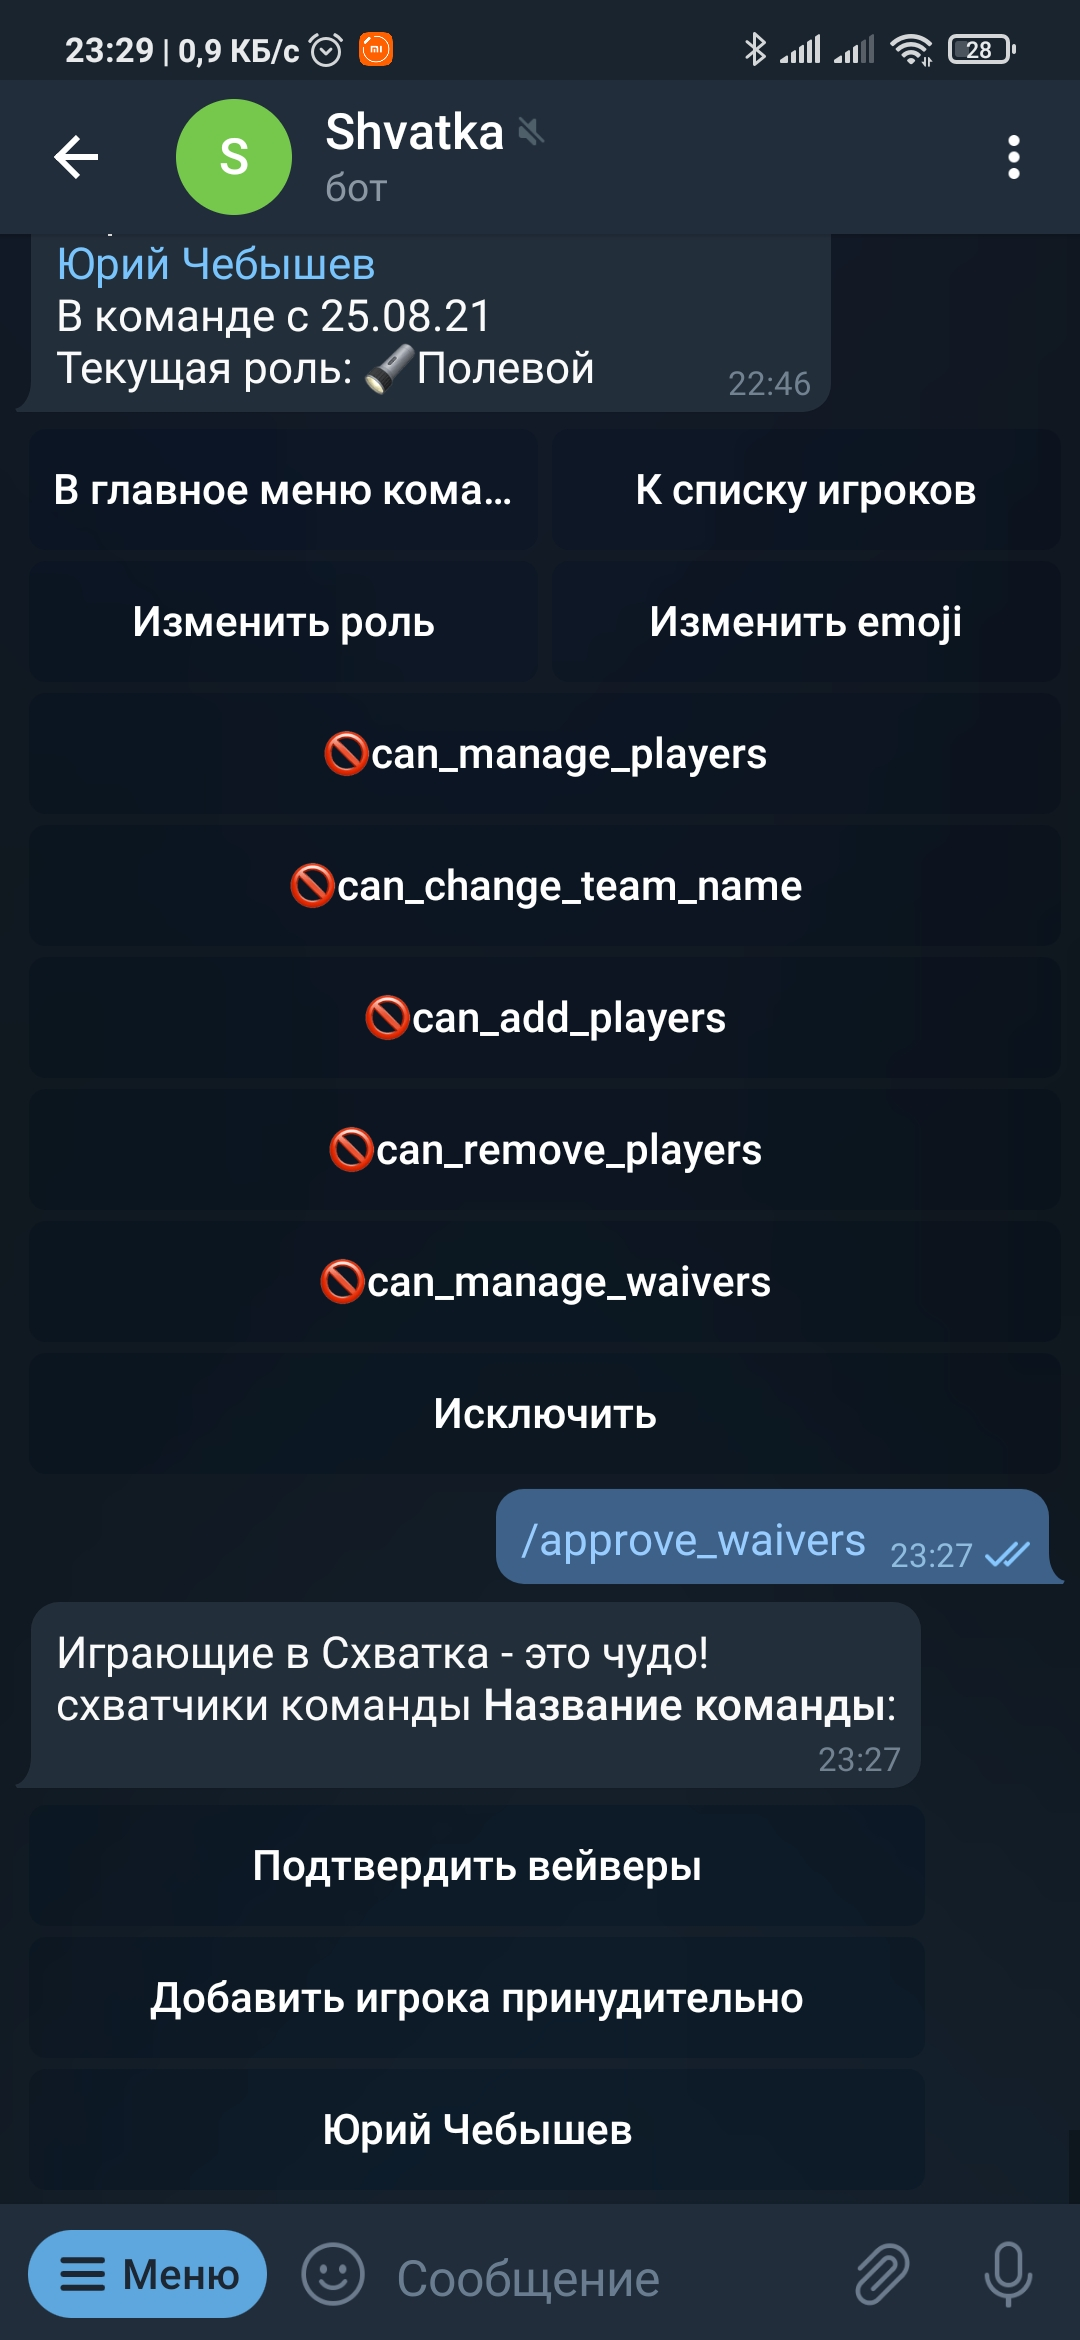 23:29 | 0,9 КБ/с
28
S
Shvatka
бот
Юрий Чебышев
В команде с 25.08.21
Текущая роль: 🔦Полевой
22:46
В главное меню кома...
К списку игроков
Изменить роль
Изменить emoji
🚫can_manage_players
🚫can_change_team_name
🚫can_add_players
🚫can_remove_players
🚫can_manage_waivers
Исключить
/approve_waivers 23:27
Играющие в Схватка - это чудо!
схватчики команды Название команды:
23:27
Подтвердить вейверы
Добавить игрока принудительно
Юрий Чебышев
Меню
Сообщение